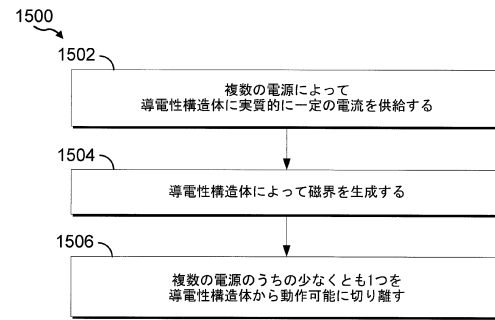 1500
1502
複数の電源によって
導電性構造体に実質的に一定の電流を供給する
1504
導電性構造体によって磁界を生成する
1506
複数の電源のうちの少なくとも1つを
導電性構造体から動作可能に切り離す